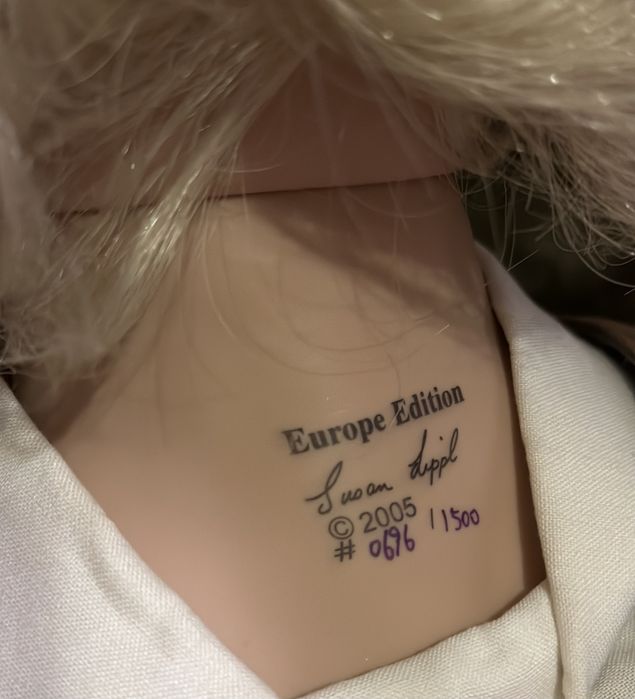 Europe Edition
Susan Lippl
© 2005
# 0696 / 1500